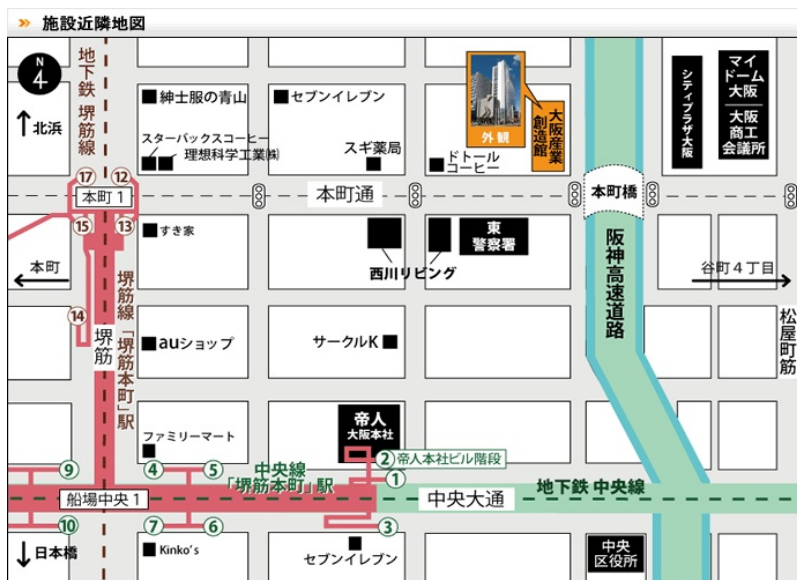 施設近隣地図
N
4
北浜
地下鉄 堺筋線
紳士服の青山
セブンイレブン
スターバックスコーヒー
理想科学工業㈱
スギ薬局
ドトール
コーヒー
外観
大阪産業
創造館
シティプラザ大阪
マイ
ドーム
大阪
大阪
商工
会議所
⑰
⑫
本町1
⑮
⑬
本町通
本町橋
すき家
西川リビング
東
警察署
本町
谷町4丁目
⑭
堺筋
堺筋線「堺筋本町」駅
auショップ
サークルK
阪神高速道路
松屋町筋
ファミリーマート
帝人
大阪本社
②帝人本社ビル階段
①
⑨
④
⑤
中央線
「堺筋本町」駅
船場中央1
中央大通
地下鉄 中央線
⑩
⑦
⑥
③
日本橋
Kinko's
セブンイレブン
中央
区役所